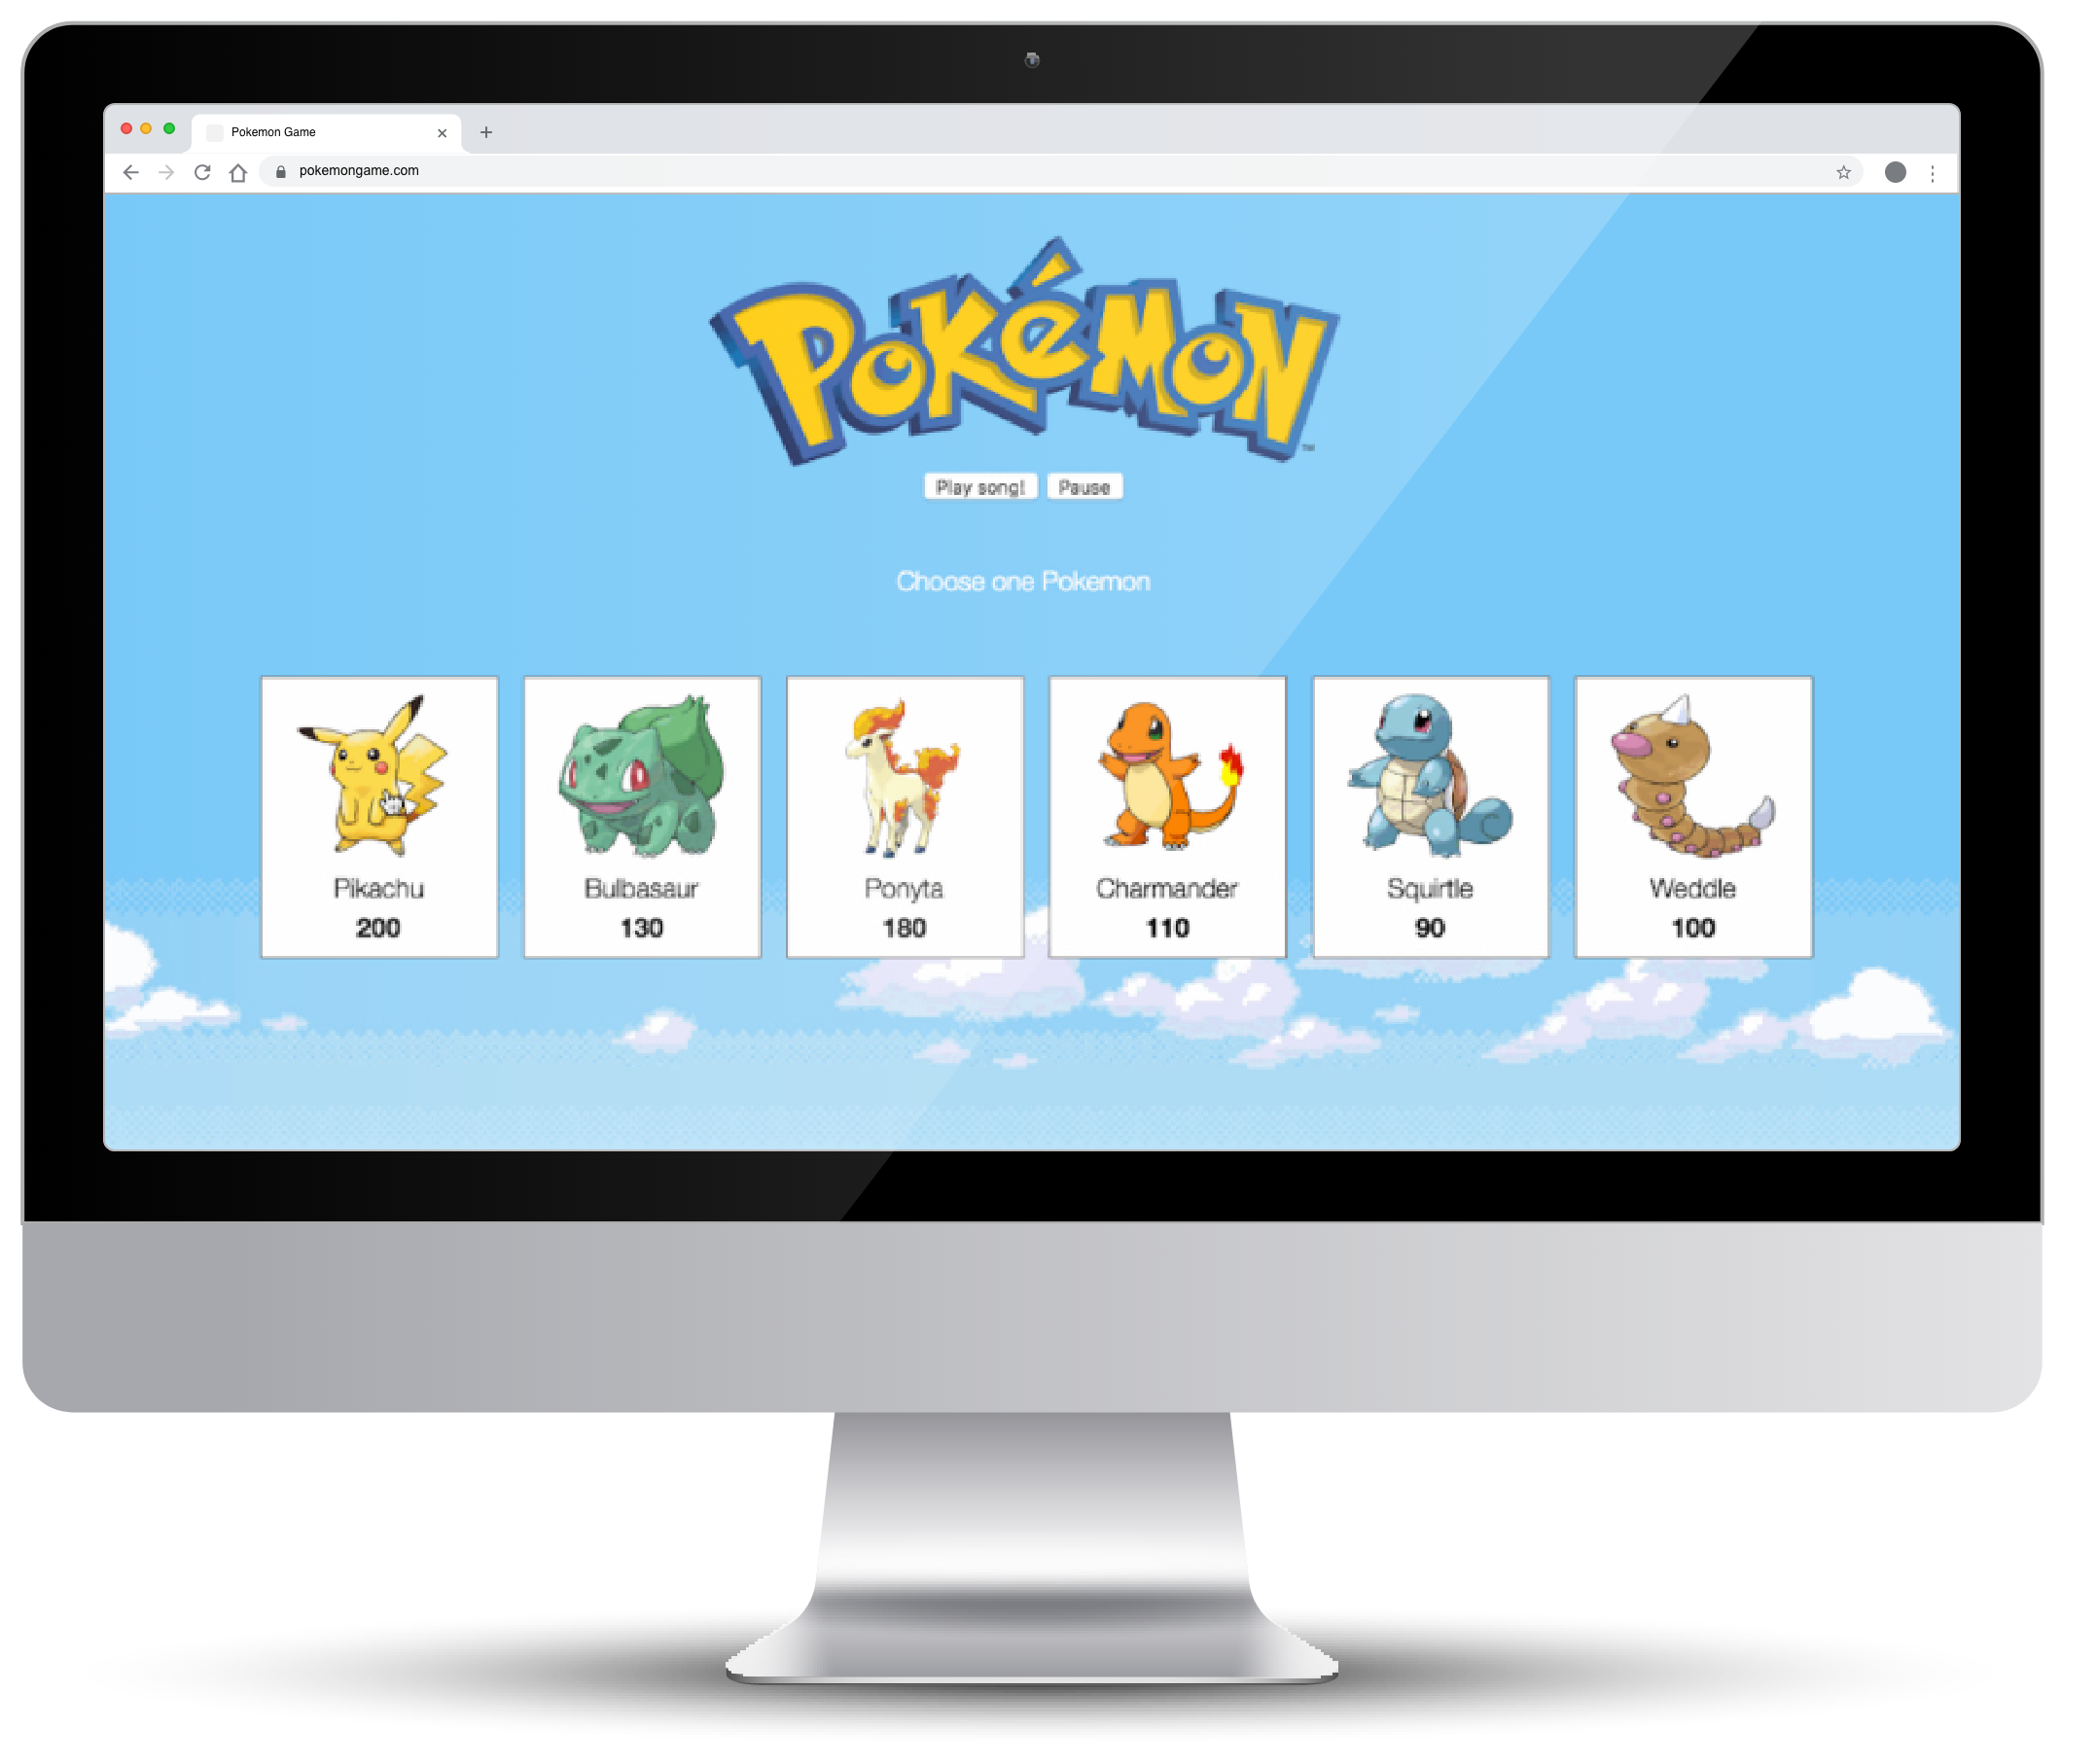 Pokemon Game
pokemongame.com
POKéMON
TM
Play song! Pause
Choose one Pokemon
Pikachu Bulbasaur Ponyta Charmander Squirtle Weddle
200 130 180 110 90 100